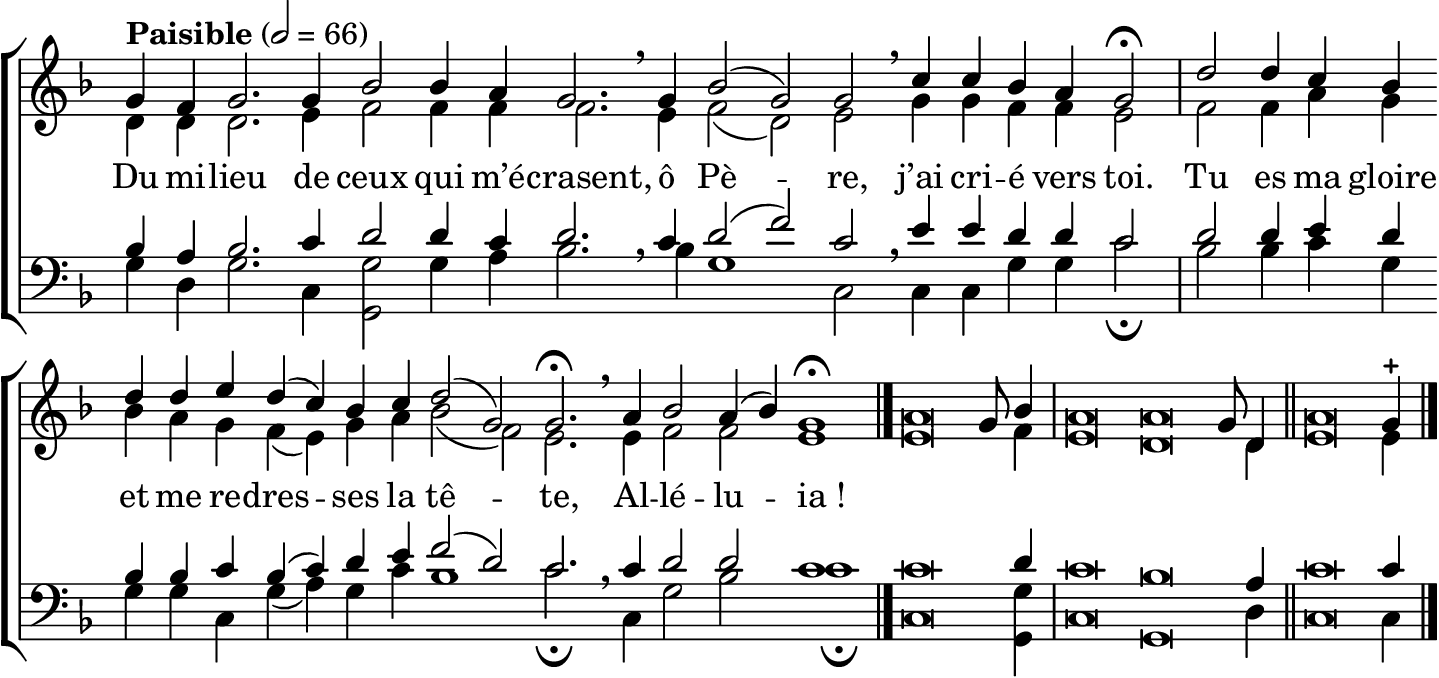 Paisible (𝅗𝅥 = 66)
Du milieu de ceux qui m’écrasent, ô Pè - re, j’ai cri - é vers toi. Tu es ma gloire
et me redres - ses la tê - te, Al - lé - lu - ia !